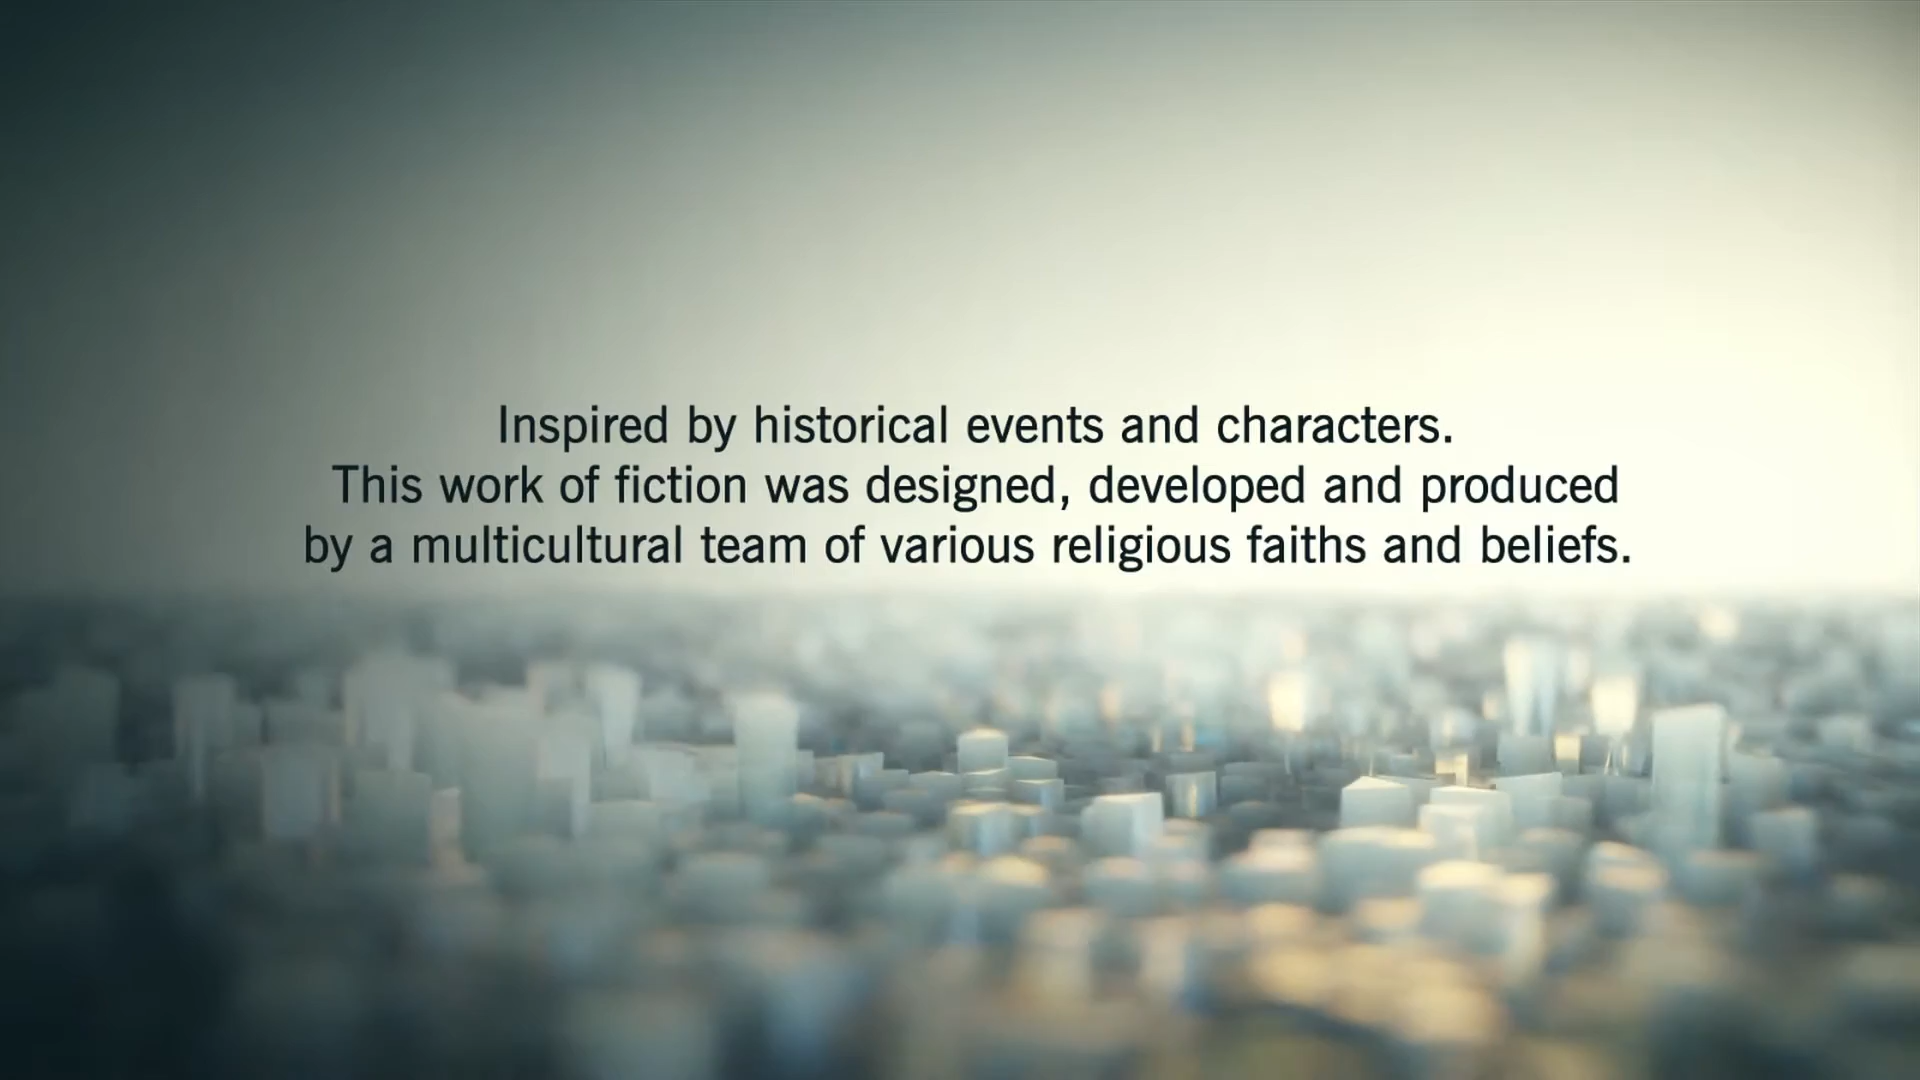 Inspired by historical events and characters.
This work of fiction was designed, developed and produced
by a multicultural team of various religious faiths and beliefs.